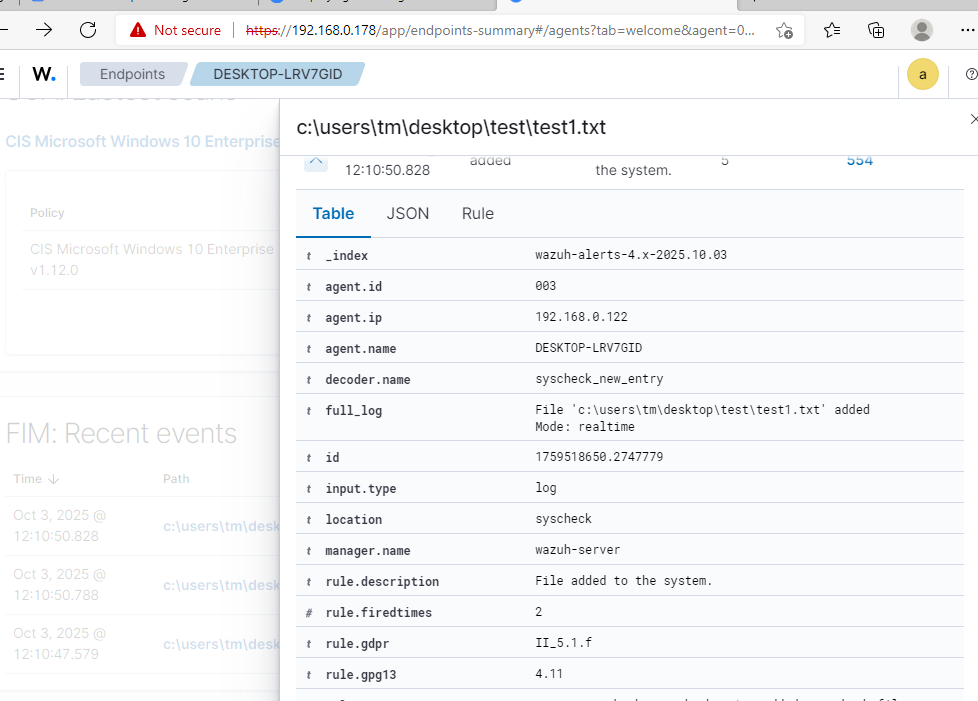 Not secure
https://192.168.0.178/app/endpoints-summary#/agents?tab=welcome&agent=0...
W.
Endpoints
DESKTOP-LRV7GID
a
CIS Microsoft Windows 10 Enterprise
Policy
CIS Microsoft Windows 10 Enterprise
v1.12.0
FIM: Recent events
Time
Path
Oct 3, 2025 @
12:10:50.828
c:\users\tm\desk
Oct 3, 2025 @
12:10:50.788
c:\users\tm\desk
Oct 3, 2025 @
12:10:47.579
c:\users\tm\desk
c:\users\tm\desktop\test\test1.txt
12:10:50.828
added
the system.
5
554
Table
JSON
Rule
t _index wazuh-alerts-4.x-2025.10.03
t agent.id 003
t agent.ip 192.168.0.122
t agent.name DESKTOP-LRV7GID
t decoder.name syscheck_new_entry
t full_log File 'c:\users\tm\desktop\test\test1.txt' added
Mode: realtime
t id 1759518650.2747779
t input.type log
t location syscheck
t manager.name wazuh-server
t rule.description File added to the system.
# rule.firedtimes 2
t rule.gdpr II_5.1.f
t rule.gpg13 4.11